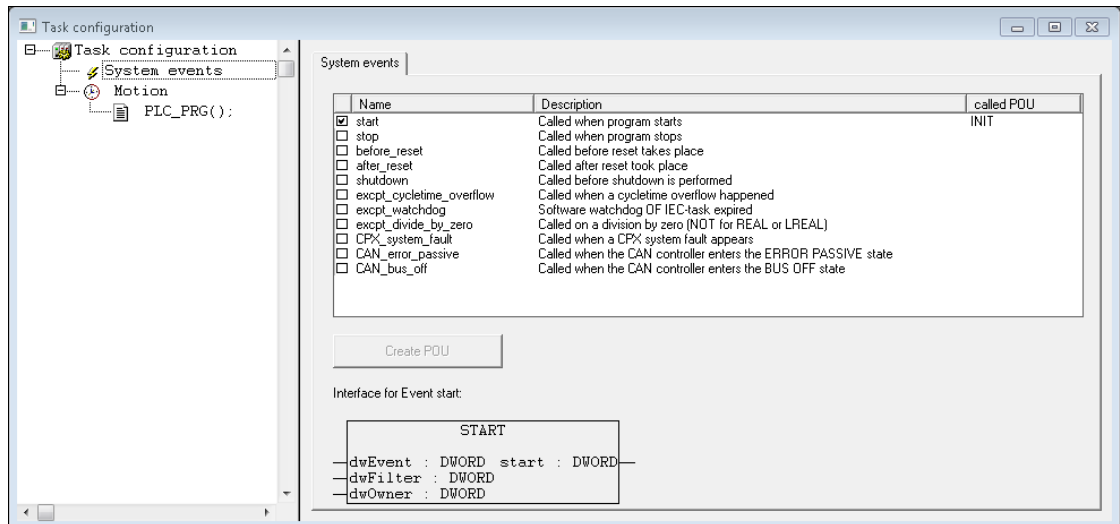 Task configuration
Task configuration
System events
Motion
PLC_PRG();
System events
Name Description called POU
start Called when program starts INIT
stop Called when program stops
before_reset Called before reset takes place
after_reset Called after reset took place
shutdown Called before shutdown is performed
excpt_cycletime_overflow Called when a cycletime overflow happened
excpt_watchdog Software watchdog OF IEC-task expired
excpt_divide_by_zero Called on a division by zero (NOT for REAL or LREAL)
CPX_system_fault Called when a CPX system fault appears
CAN_error_passive Called when the CAN controller enters the ERROR PASSIVE state
CAN_bus_off Called when the CAN controller enters the BUS OFF state
Create POU
Interface for Event start:
START
dwEvent : DWORD start : DWORD
dwFilter : DWORD
dwOwner : DWORD